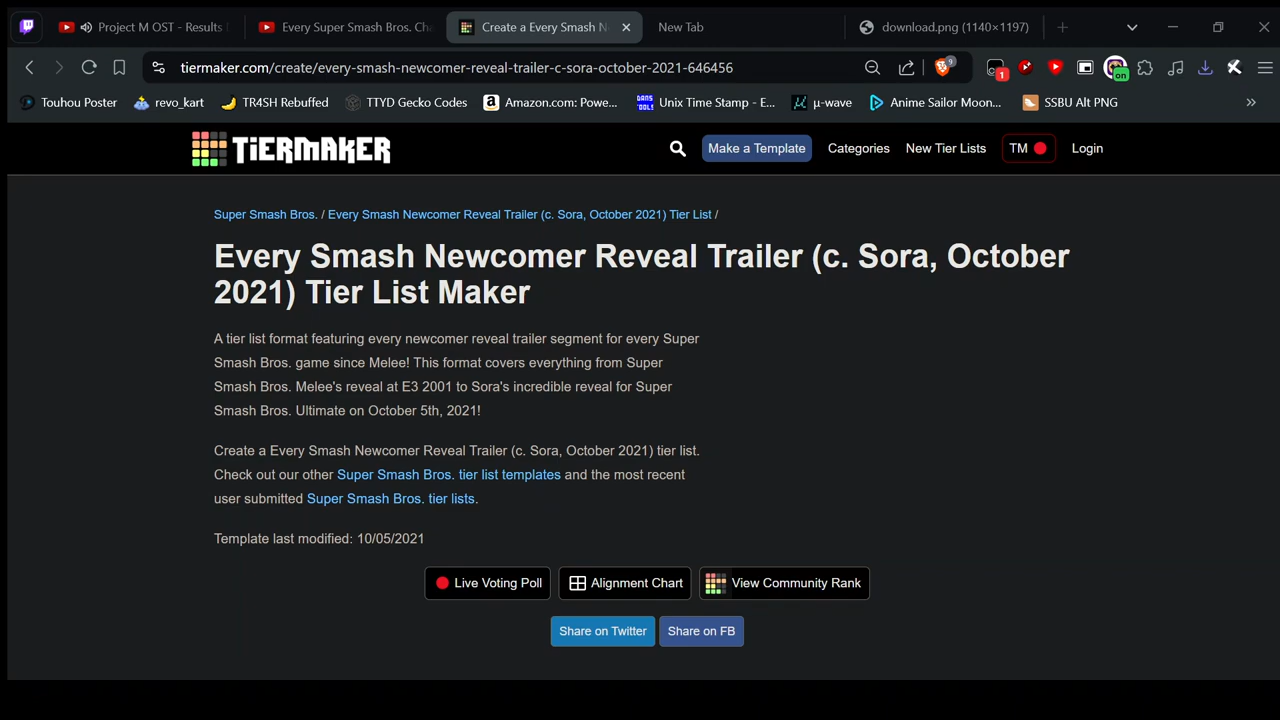 Project M OST - Results
Every Super Smash Bros. Cha
Create a Every Smash N
New Tab
download.png (1140×1197)
tiermaker.com/create/every-smash-newcomer-reveal-trailer-c-sora-october-2021-646456
9
1
on
Touhou Poster
revo_kart
TR4SH Rebuffed
TTYD Gecko Codes
Amazon.com: Powe...
Unix Time Stamp - E...
μ-wave
Anime Sailor Moon...
SSBU Alt PNG
TIERMAKER
Make a Template
Categories
New Tier Lists
TM
Login
Super Smash Bros. / Every Smash Newcomer Reveal Trailer (c. Sora, October 2021) Tier List /
Every Smash Newcomer Reveal Trailer (c. Sora, October
2021) Tier List Maker
A tier list format featuring every newcomer reveal trailer segment for every Super
Smash Bros. game since Melee! This format covers everything from Super
Smash Bros. Melee's reveal at E3 2001 to Sora's incredible reveal for Super
Smash Bros. Ultimate on October 5th, 2021!
Create a Every Smash Newcomer Reveal Trailer (c. Sora, October 2021) tier list.
Check out our other Super Smash Bros. tier list templates and the most recent
user submitted Super Smash Bros. tier lists.
Template last modified: 10/05/2021
Live Voting Poll
Alignment Chart
View Community Rank
Share on Twitter
Share on FB